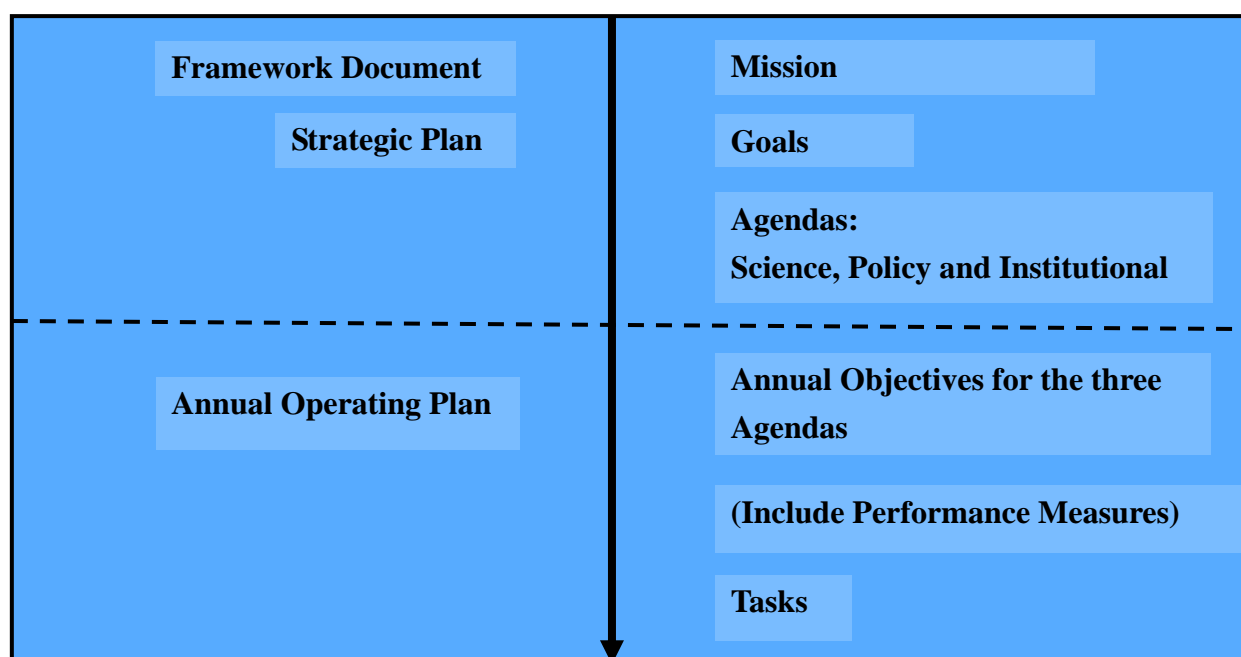 Framework Document
Mission
Strategic Plan
Goals
Agendas:
Science, Policy and Institutional
Annual Operating Plan
Annual Objectives for the three
Agendas
(Include Performance Measures)
Tasks